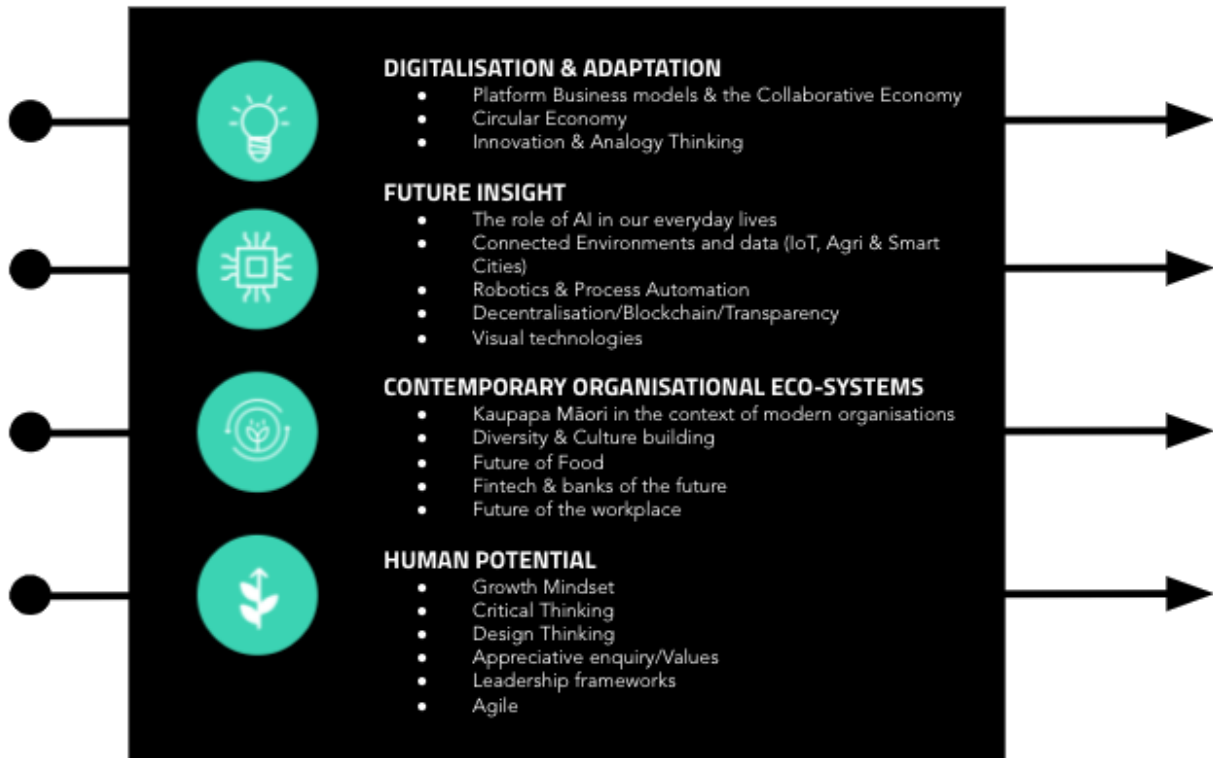 DIGITALISATION & ADAPTATION
● Platform Business models & the Collaborative Economy
● Circular Economy
● Innovation & Analogy Thinking
FUTURE INSIGHT
● The role of AI in our everyday lives
● Connected Environments and data (IoT, Agri & Smart
Cities)
● Robotics & Process Automation
● Decentralisation/Blockchain/Transparency
● Visual technologies
CONTEMPORARY ORGANISATIONAL ECO-SYSTEMS
● Kaupapa Māori in the context of modern organisations
● Diversity & Culture building
● Future of Food
● Fintech & banks of the future
● Future of the workplace
HUMAN POTENTIAL
● Growth Mindset
● Critical Thinking
● Design Thinking
● Appreciative enquiry/Values
● Leadership frameworks
● Agile